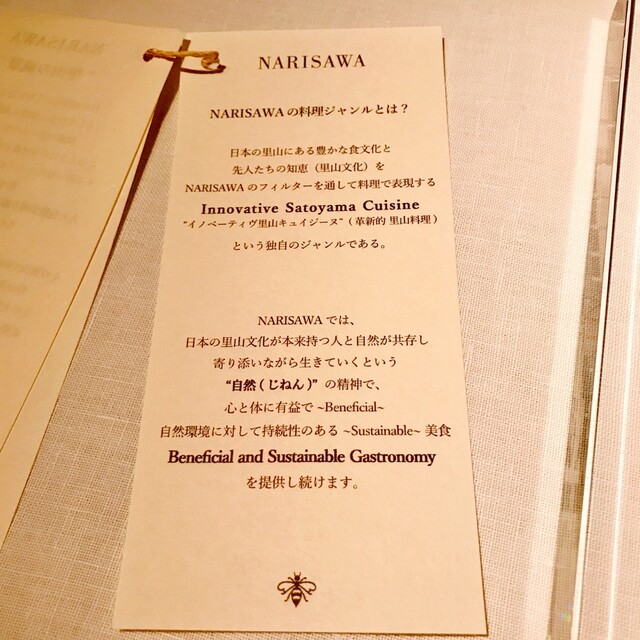 NARISAWA
NARISAWAの料理ジャンルとは？
日本の里山にある豊かな食文化と
先人たちの知恵（里山文化）を
NARISAWAのフィルターを通して料理で表現する
Innovative Satoyama Cuisine
“イノベーティヴ里山キュイジーヌ”（革新的 里山料理）
という独自のジャンルである。
NARISAWAでは、
日本の里山文化が本来持つ人と自然が共存し
寄り添いながら生きていくという
“自然（じねん）”の精神で、
心と体に有益で ~Beneficial~
自然環境に対して持続性のある ~Sustainable~ 美食
Beneficial and Sustainable Gastronomy
を提供し続けます。